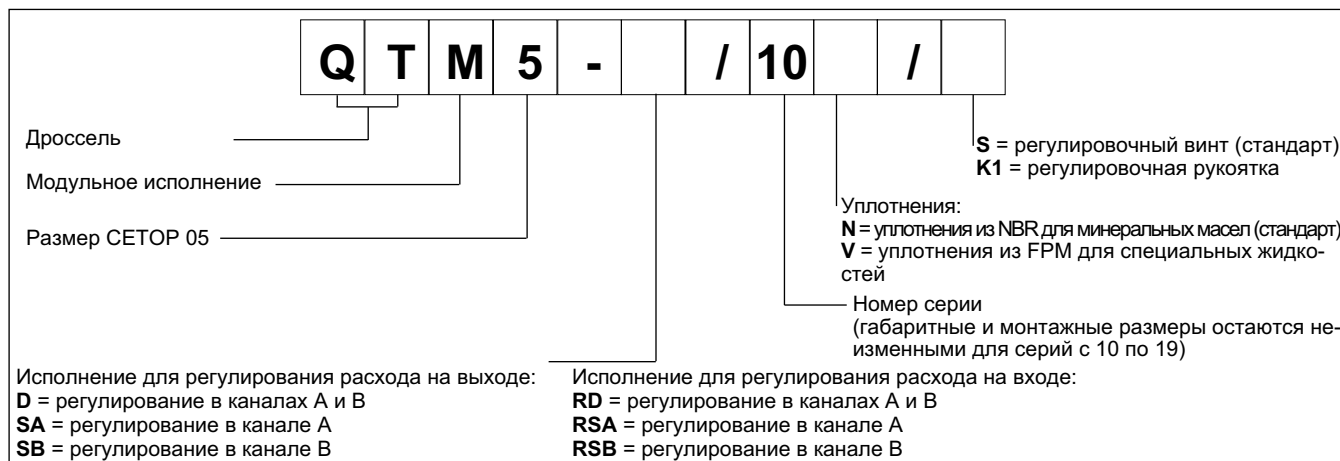 Q T M 5 - / 10 /
Дроссель
Модульное исполнение
Размер CETOP 05
S = регулировочный винт (стандарт)
K1 = регулировочная рукоятка
Уплотнения:
N = уплотнения из NBR для минеральных масел (стандарт)
V = уплотнения из FPM для специальных жидко-
стей
Номер серии
(габаритные и монтажные размеры остаются не-
изменными для серий с 10 по 19)
Исполнение для регулирования расхода на выходе:
D = регулирование в каналах A и B
SA = регулирование в канале A
SB = регулирование в канале B
Исполнение для регулирования расхода на входе:
RD = регулирование в каналах A и B
RSA = регулирование в канале A
RSB = регулирование в канале B